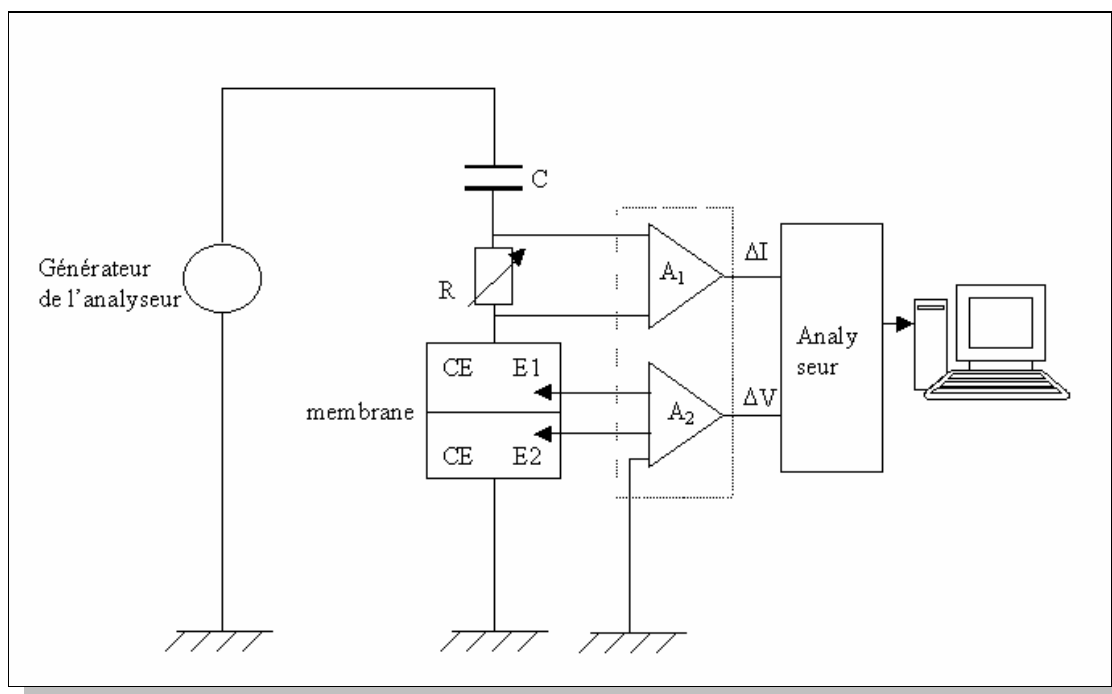 C
Générateur
de l'analyseur
R
A₁
ΔI
Analy
seur
CE E1
membrane
A₂
ΔV
CE E2